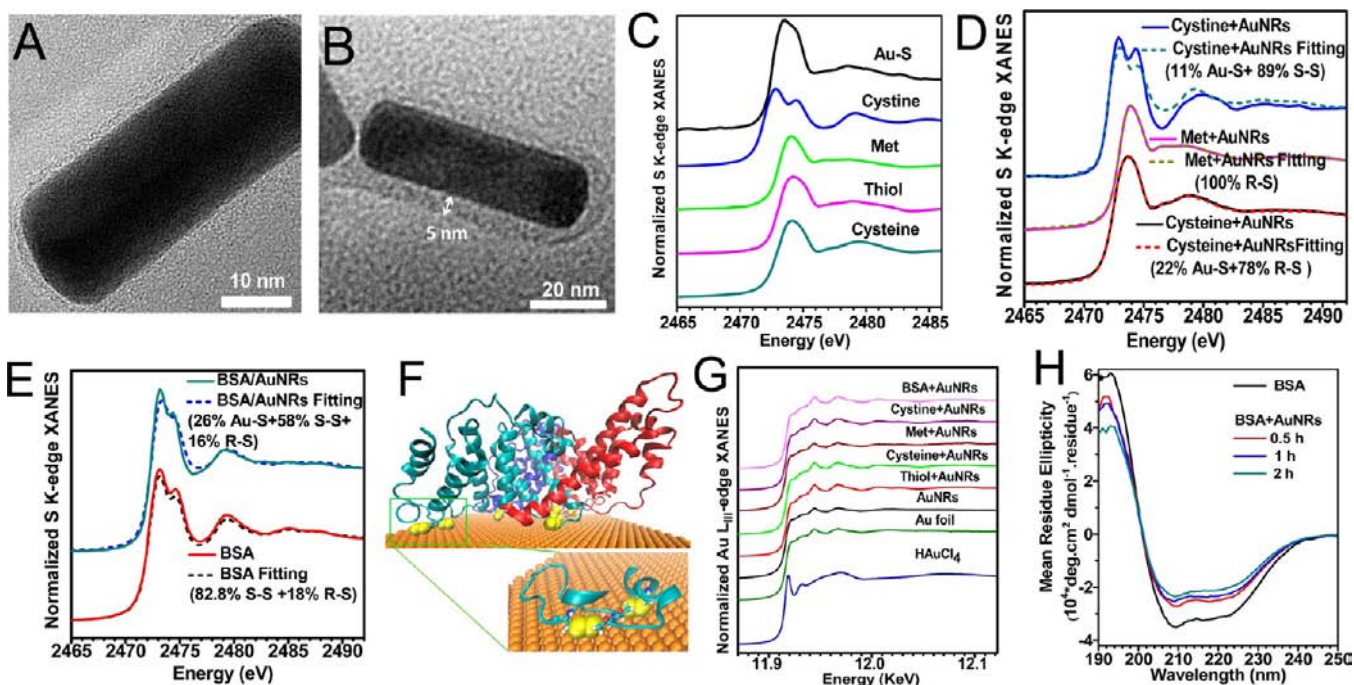 A
10 nm
B
5 nm
20 nm
C
Normalized S K-edge XANES
Au-S
Cystine
Met
Thiol
Cysteine
2465 2470 2475 2480 2486
Energy (eV)
D
Normalized S K-edge XANES
Cystine+AuNRs
Cystine+AuNRs Fitting
(11% Au-S+ 89% S-S)
Met+AuNRs
Met+AuNRs Fitting
(100% R-S)
Cysteine+AuNRs
Cysteine+AuNRsFitting
(22% Au-S+78% R-S )
2465 2470 2475 2480 2485 2490
Energy (eV)
E
Normalized S K-edge XANES
BSA/AuNRs
BSA/AuNRs Fitting
(26% Au-S+58% S-S+
16% R-S)
BSA
BSA Fitting
(82.8% S-S +18% R-S)
2465 2470 2475 2480 2485 2490
Energy (eV)
F
G
Normalized Au LIII-edge XANES
BSA+AuNRs
Cystine+AuNRs
Met+AuNRs
Cysteine+AuNRs
Thiol+AuNRs
AuNRs
Au foil
HAuCl4
11.9 12.0 12.1
Energy (KeV)
H
Mean Residue Ellipticity
(10⁴*deg.cm² dmol⁻¹.residue⁻¹)
6
4
2
0
-2
-4
BSA
BSA+AuNRs
0.5 h
1 h
2 h
190 200 210 220 230 240 250
Wavelength (nm)